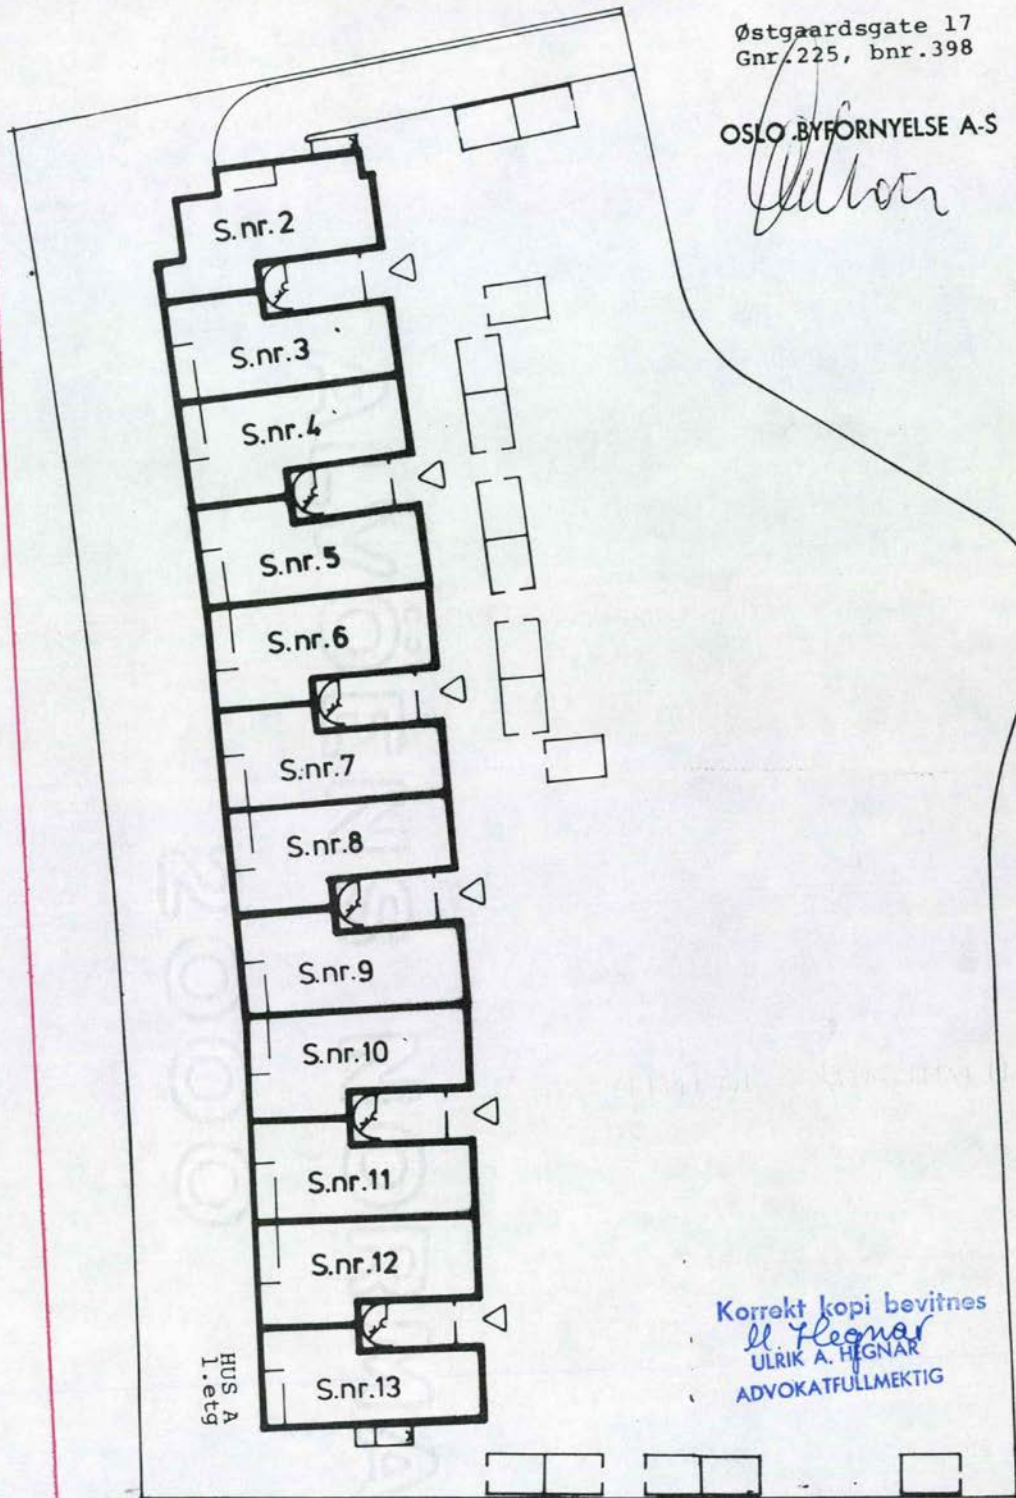 Østgaardsgate 17
Gnr.225, bnr.398
OSLO BYFORNYELSE A-S
S.nr.2
S.nr.3
S.nr.4
S.nr.5
S.nr.6
S.nr.7
S.nr.8
S.nr.9
S.nr.10
S.nr.11
S.nr.12
S.nr.13
HUS A
1.etg
Korrekt kopi bevitnes
U. Hegnar
ULRIK A. HEGNAR
ADVOKATFULLMEKTIG